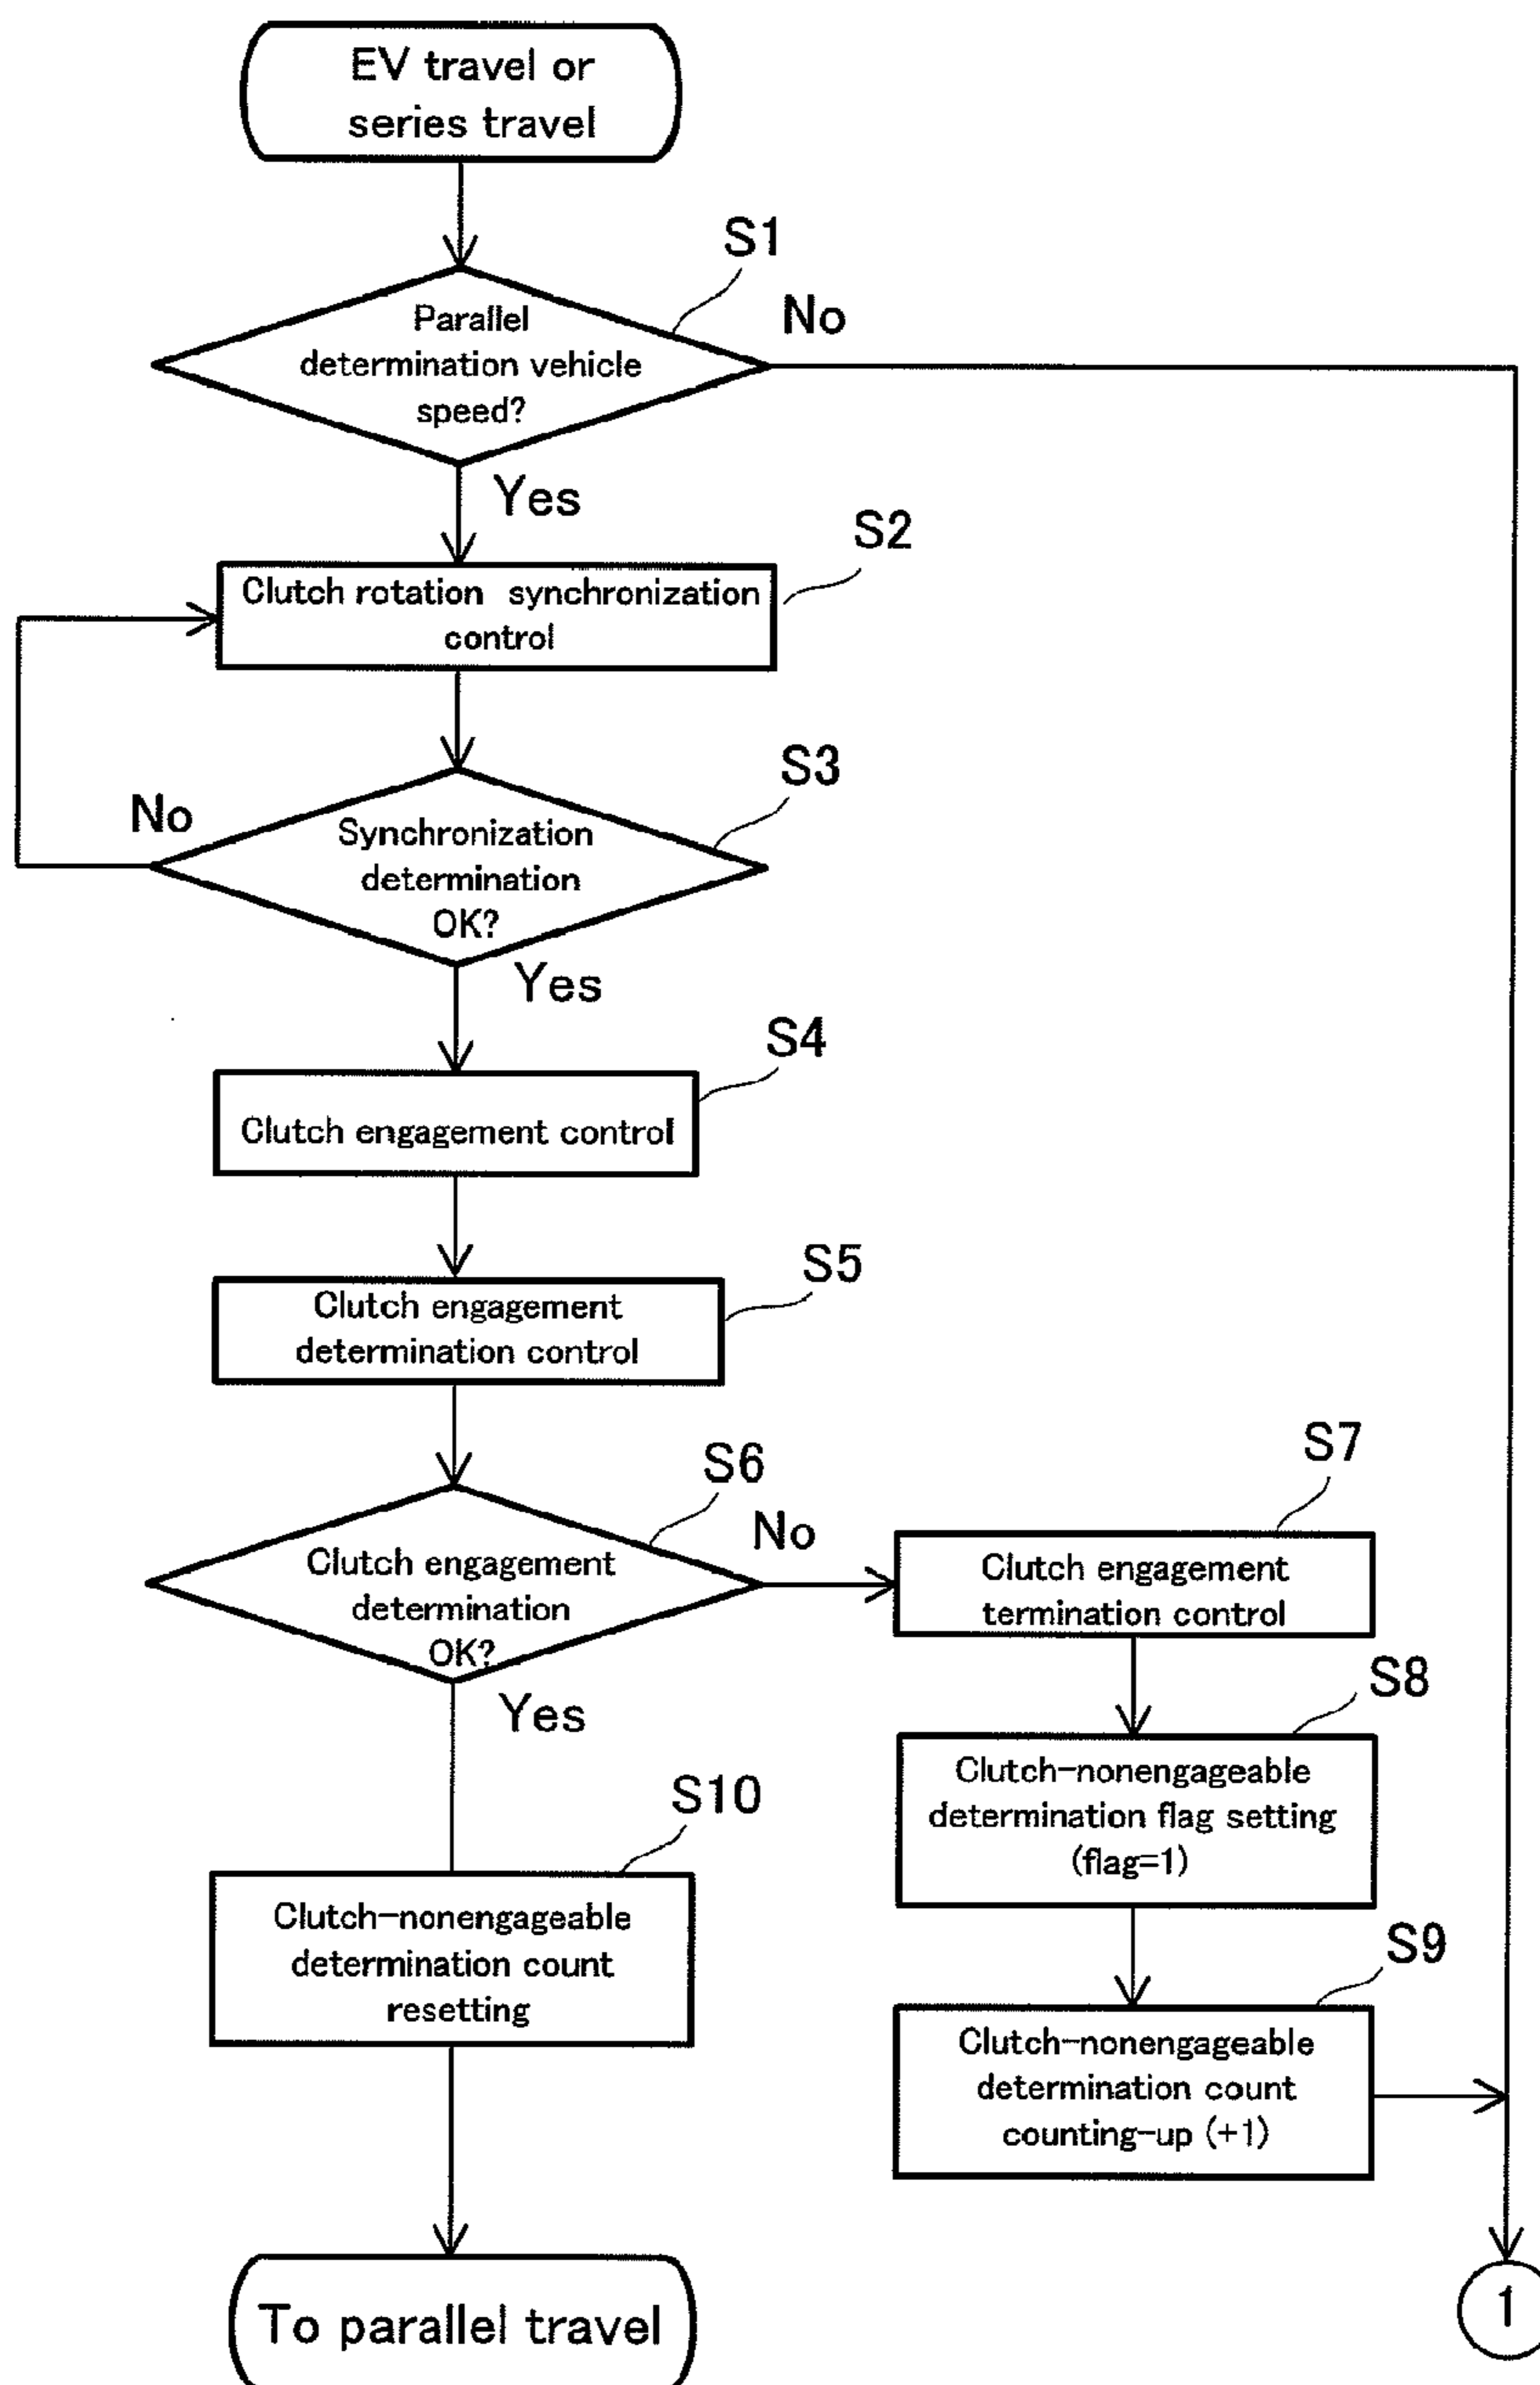 EV travel or
series travel
S1
Parallel
determination vehicle
speed?
No
Yes
S2
Clutch rotation synchronization
control
S3
No
Synchronization
determination
OK?
Yes
S4
Clutch engagement control
S5
Clutch engagement
determination control
S6
Clutch engagement
determination
OK?
No
Yes
S7
Clutch engagement
termination control
S8
Clutch-nonengageable
determination flag setting
(flag=1)
S9
Clutch-nonengageable
determination count
counting-up (+1)
S10
Clutch-nonengageable
determination count
resetting
To parallel travel
1